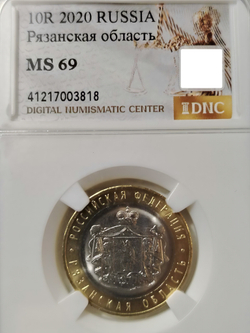 10R 2020 RUSSIA
Рязанская область
MS 69
41217003818
DIGITAL NUMISMATIC CENTER
DNC
РОССИЙСКАЯ ФЕДЕРАЦИЯ
РЯЗАНСКАЯ ОБЛАСТЬ